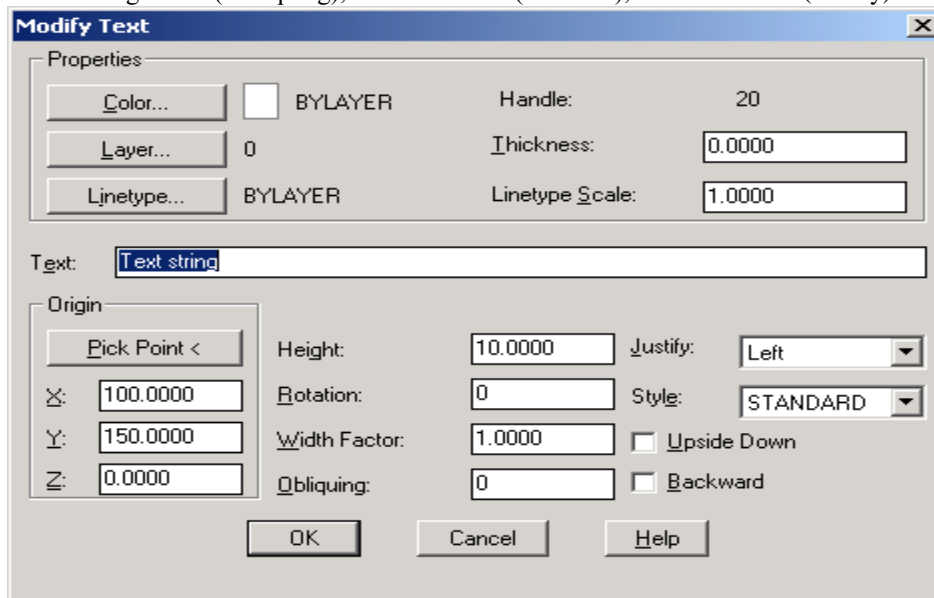 Modify Text
Properties
Color... BYLAYER Handle: 20
Layer... 0 Thickness: 0.0000
Linetype... BYLAYER Linetype Scale: 1.0000
Text: Text string
Origin
Pick Point < Height: 10.0000 Justify: Left
X: 100.0000 Rotation: 0 Style: STANDARD
Y: 150.0000 Width Factor: 1.0000 Upside Down
Z: 0.0000 Obliquing: 0 Backward
OK Cancel Help